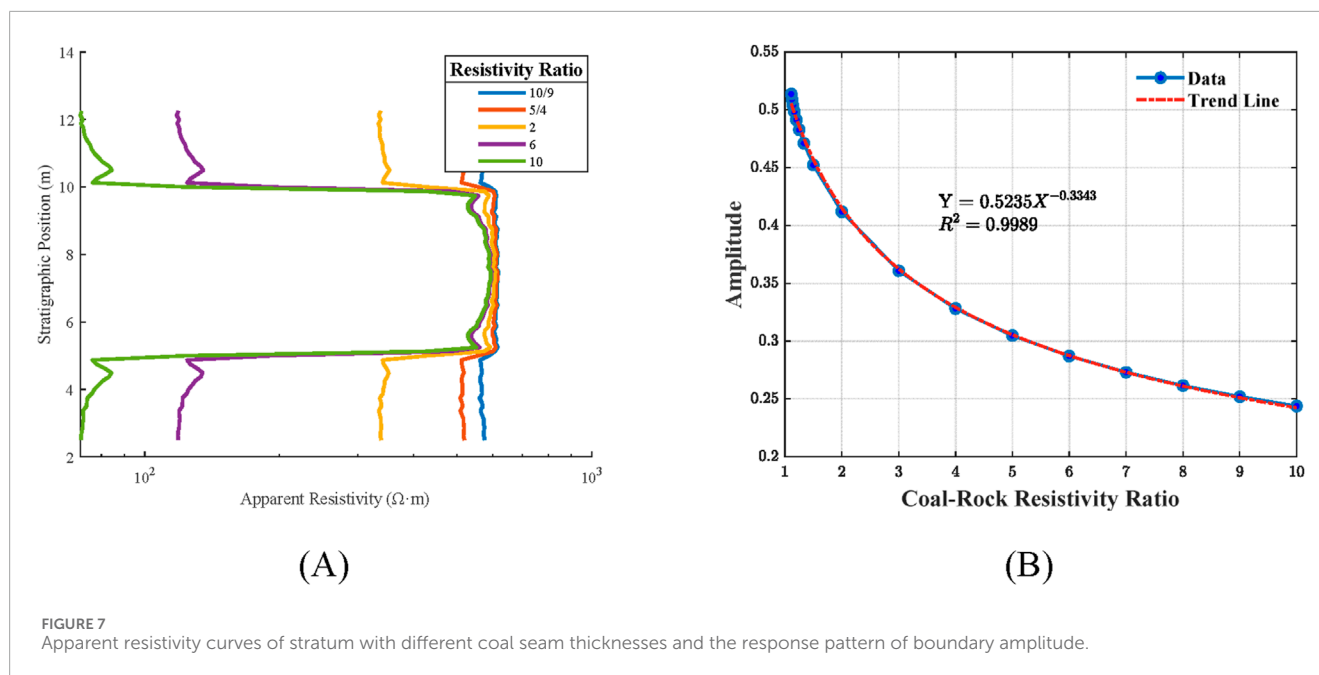 14
12
10
8
6
4
2
Stratigraphic Position (m)
10²
10³
Apparent Resistivity (Ω·m)
Resistivity Ratio
10/9
5/4
2
6
10
(A)
0.55
0.5
0.45
0.4
0.35
0.3
0.25
0.2
Amplitude
Data
Trend Line
Y = 0.5235X^{-0.3343}
R² = 0.9989
1 2 3 4 5 6 7 8 9 10
Coal-Rock Resistivity Ratio
(B)
FIGURE 7
Apparent resistivity curves of stratum with different coal seam thicknesses and the response pattern of boundary amplitude.